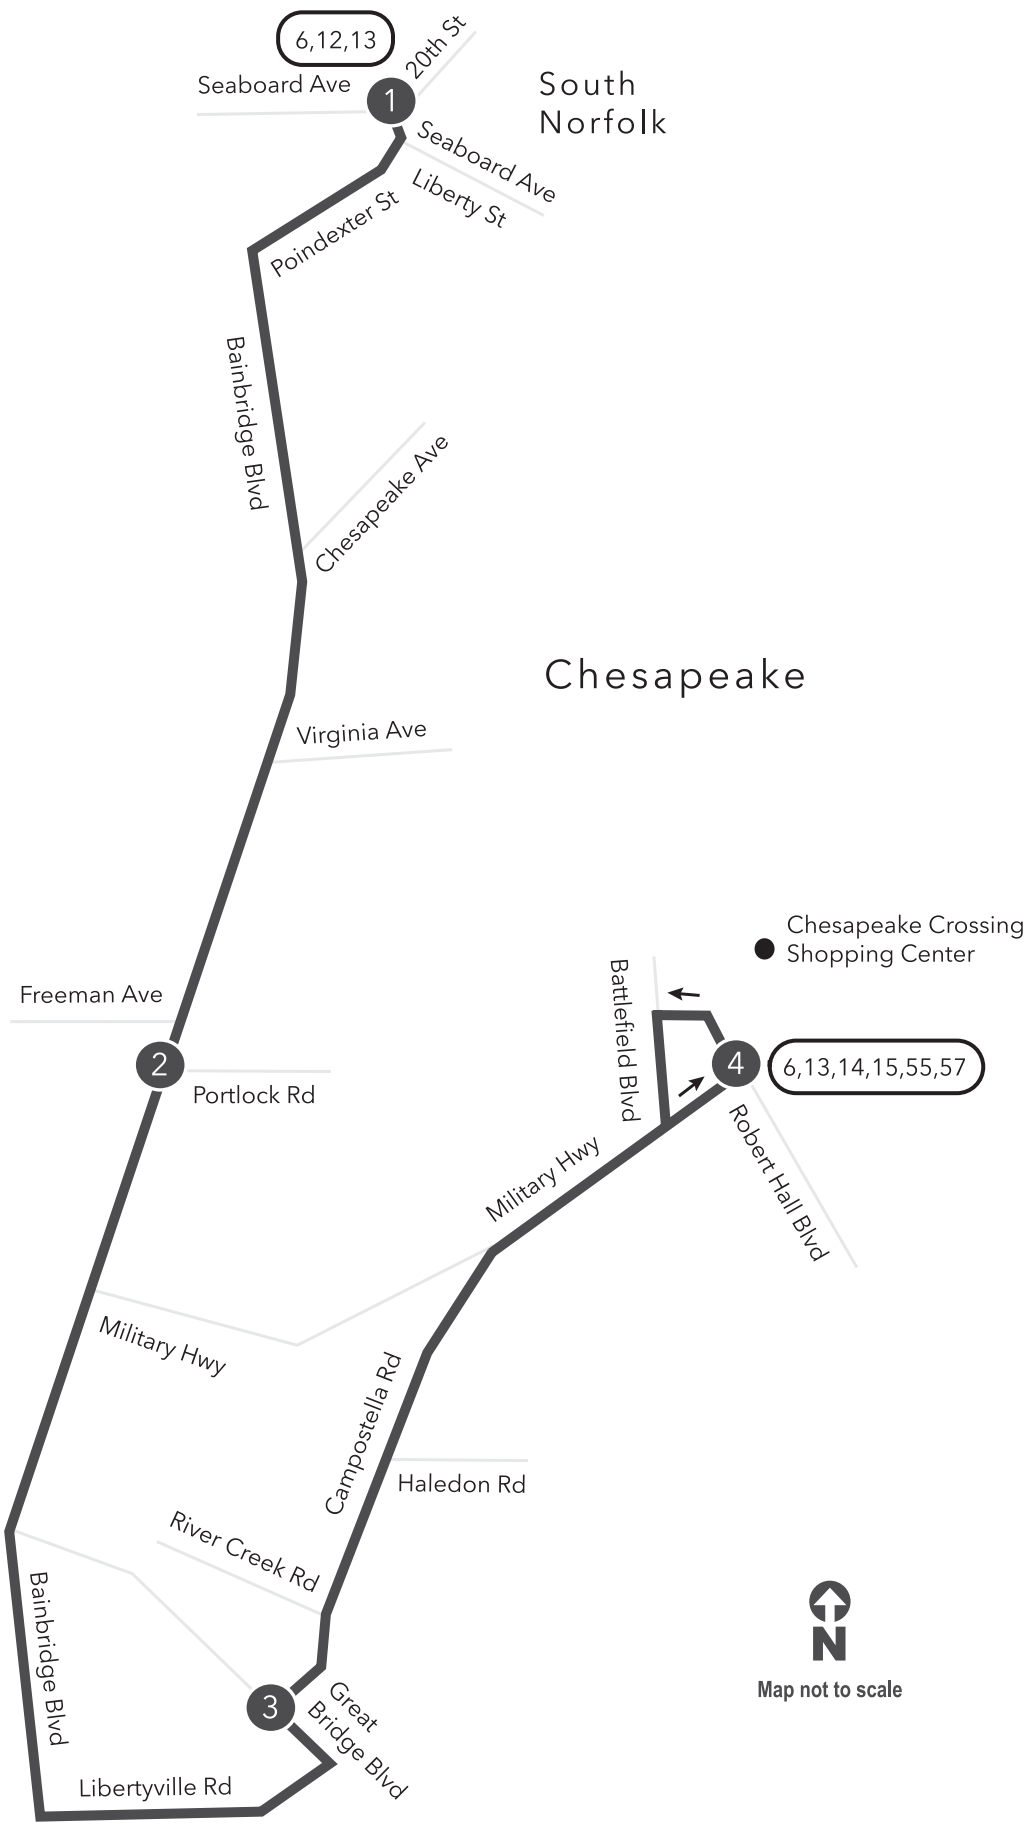 6,12,13
20th St
Seaboard Ave
1
South
Norfolk
Seaboard Ave
Liberty St
Poindexter St
Bainbridge Blvd
Chesapeake Ave
Chesapeake
Virginia Ave
Chesapeake Crossing
Shopping Center
Battlefield Blvd
Freeman Ave
2
Portlock Rd
4
6,13,14,15,55,57
Robert Hall Blvd
Military Hwy
Military Hwy
Campostella Rd
Haledon Rd
River Creek Rd
Bainbridge Blvd
3
Great
Bridge Blvd
Libertyville Rd
N
Map not to scale